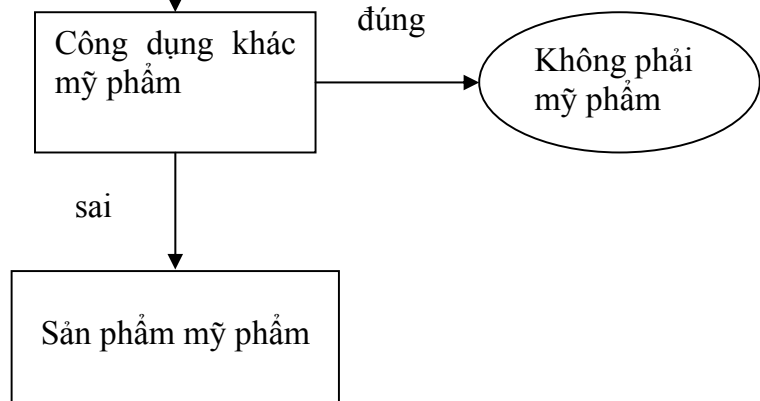 đúng
Công dụng khác
mỹ phẩm
Không phải
mỹ phẩm
sai
Sản phẩm mỹ phẩm